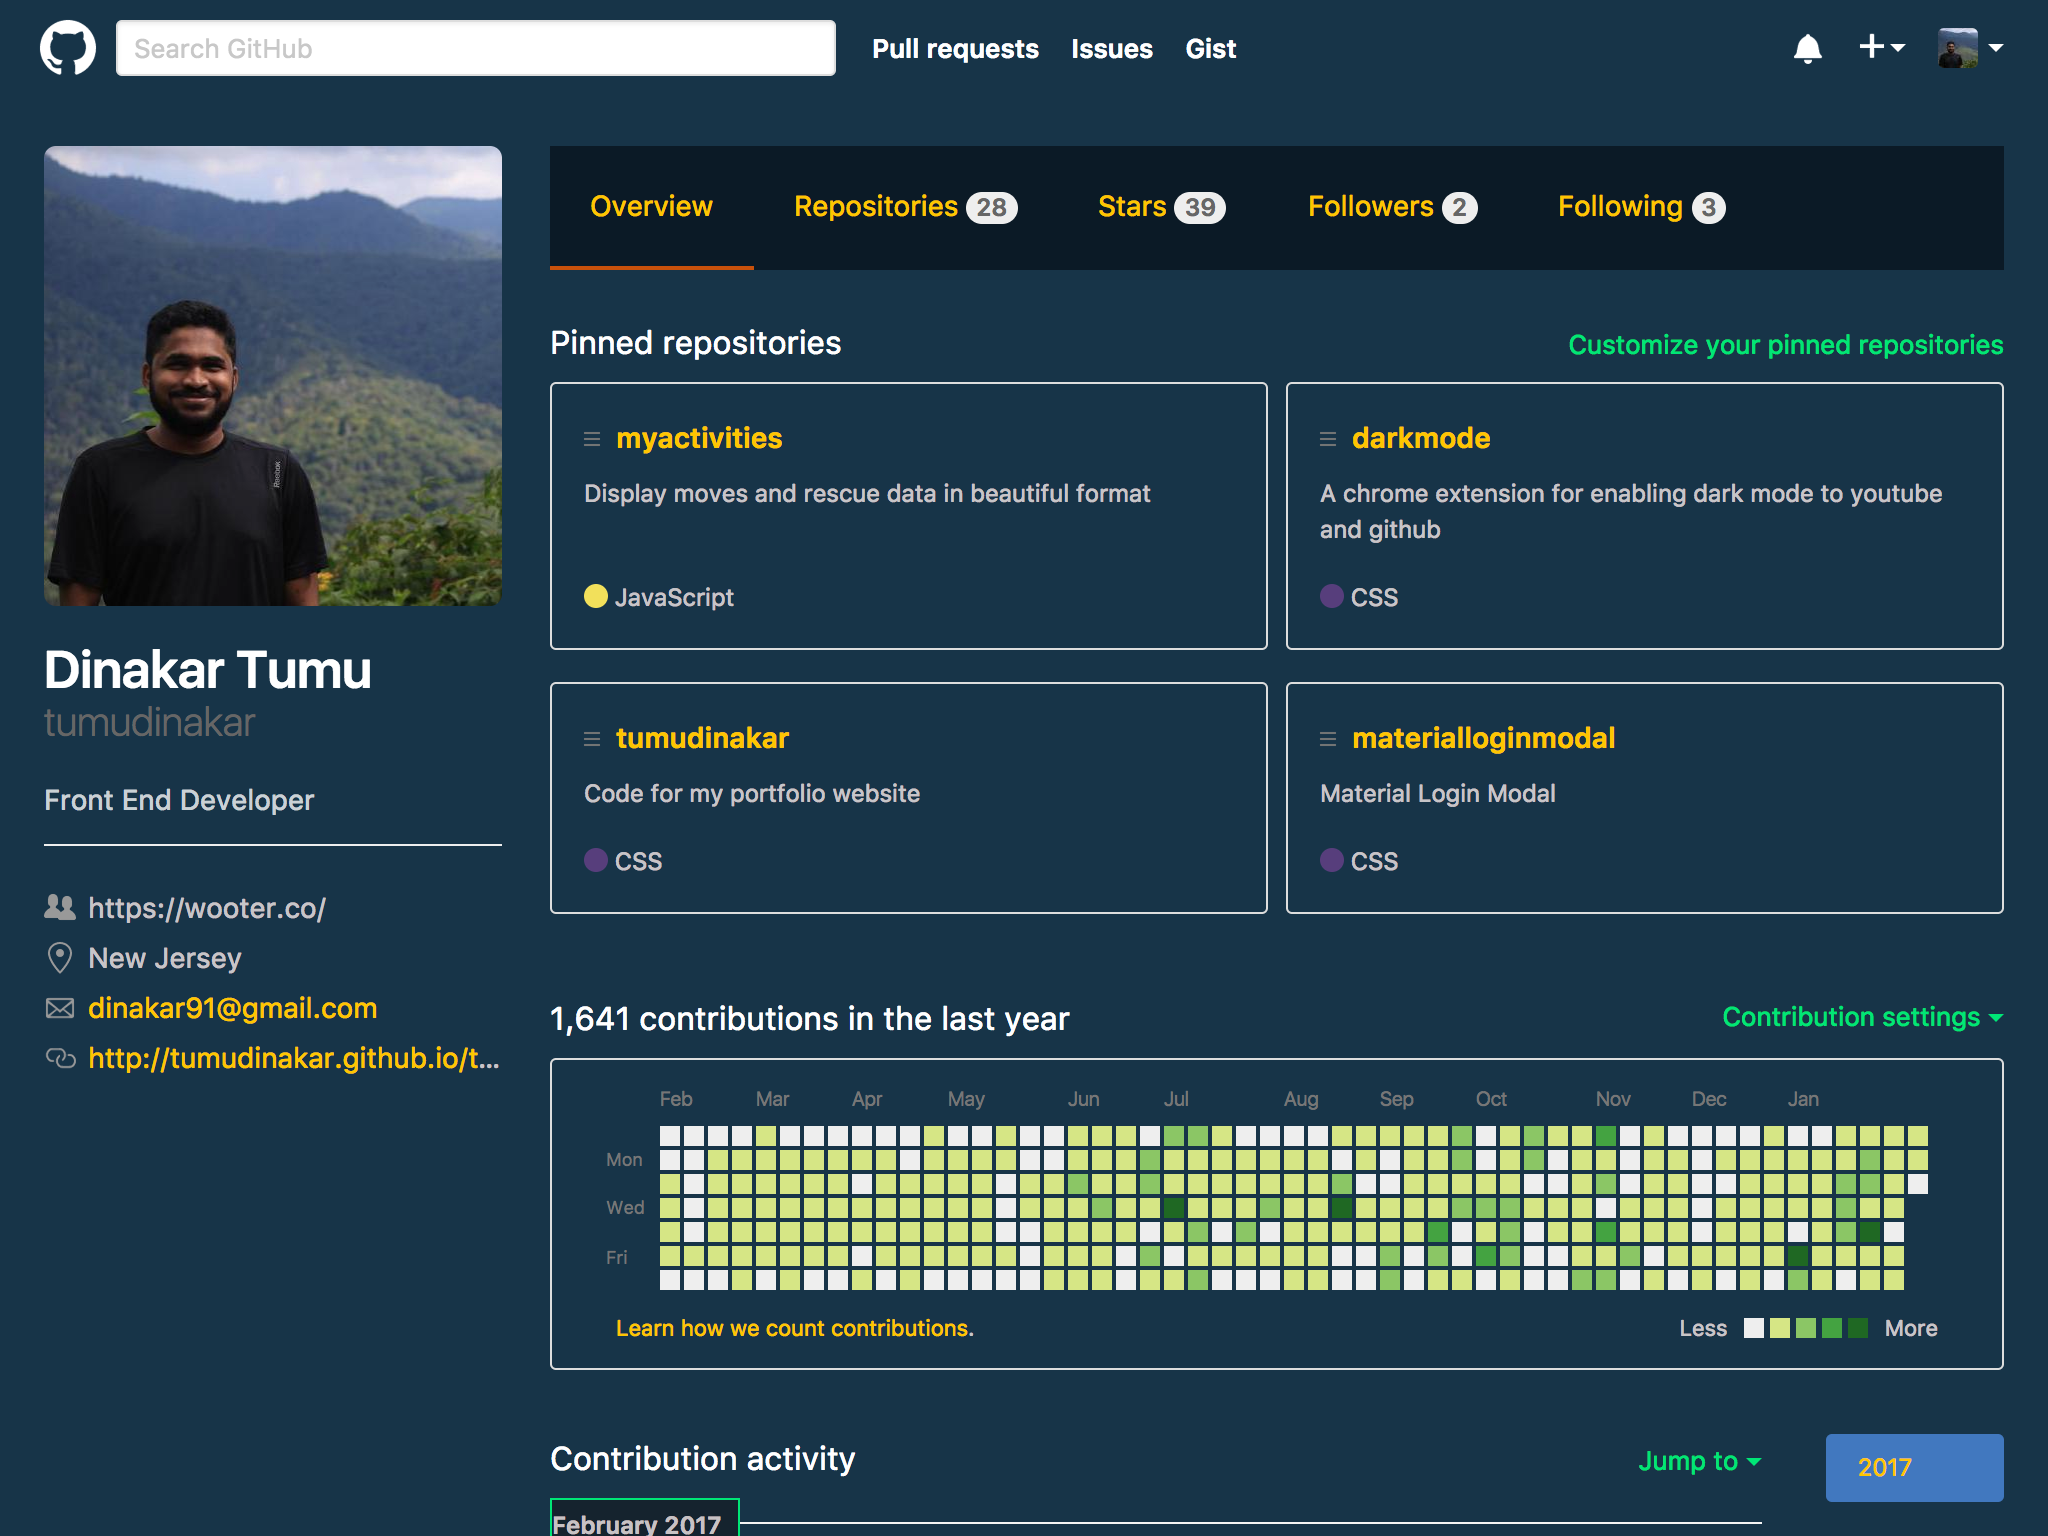 Search GitHub
Pull requests
Issues
Gist
Overview
Repositories 28
Stars 39
Followers 2
Following 3
Reebok
Dinakar Tumu
tumudinakar
Front End Developer
https://wooter.co/
New Jersey
dinakar91@gmail.com
http://tumudinakar.github.io/t...
Pinned repositories
Customize your pinned repositories
myactivities
Display moves and rescue data in beautiful format
JavaScript
darkmode
A chrome extension for enabling dark mode to youtube
and github
CSS
tumudinakar
Code for my portfolio website
CSS
materialloginmodal
Material Login Modal
CSS
1,641 contributions in the last year
Contribution settings
Feb Mar Apr May Jun Jul Aug Sep Oct Nov Dec Jan
Mon
Wed
Fri
Learn how we count contributions.
Less
More
Contribution activity
Jump to
2017
February 2017